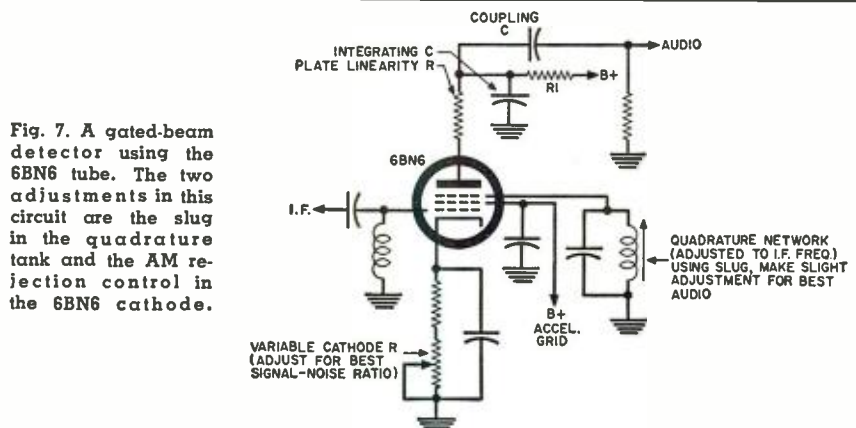 Fig. 7. A gated-beam
detector using the
6BN6 tube. The two
adjustments in this
circuit are the slug
in the quadrature
tank and the AM re-
jection control in
the 6BN6 cathode.
COUPLING
C
AUDIO
INTEGRATING C
PLATE LINEARITY R
B+
R1
6BN6
I.F.
QUADRATURE NETWORK
(ADJUSTED TO I.F. FREQ.)
USING SLUG, MAKE SLIGHT
ADJUSTMENT FOR BEST
AUDIO
B+
ACCEL.
GRID
VARIABLE CATHODE R
(ADJUST FOR BEST
SIGNAL-NOISE RATIO)